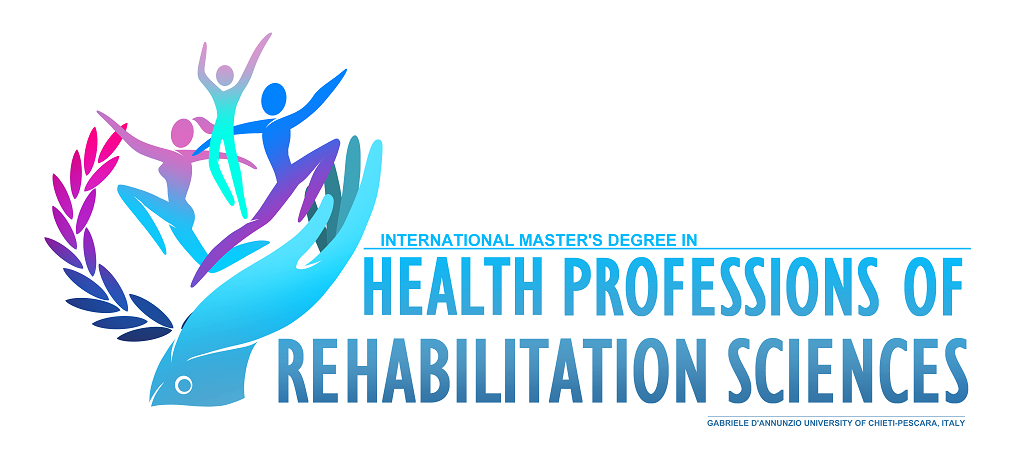 INTERNATIONAL MASTER'S DEGREE IN
HEALTH PROFESSIONS OF
REHABILITATION SCIENCES
GABRIELE D'ANNUNZIO UNIVERSITY OF CHIETI-PESCARA, ITALY